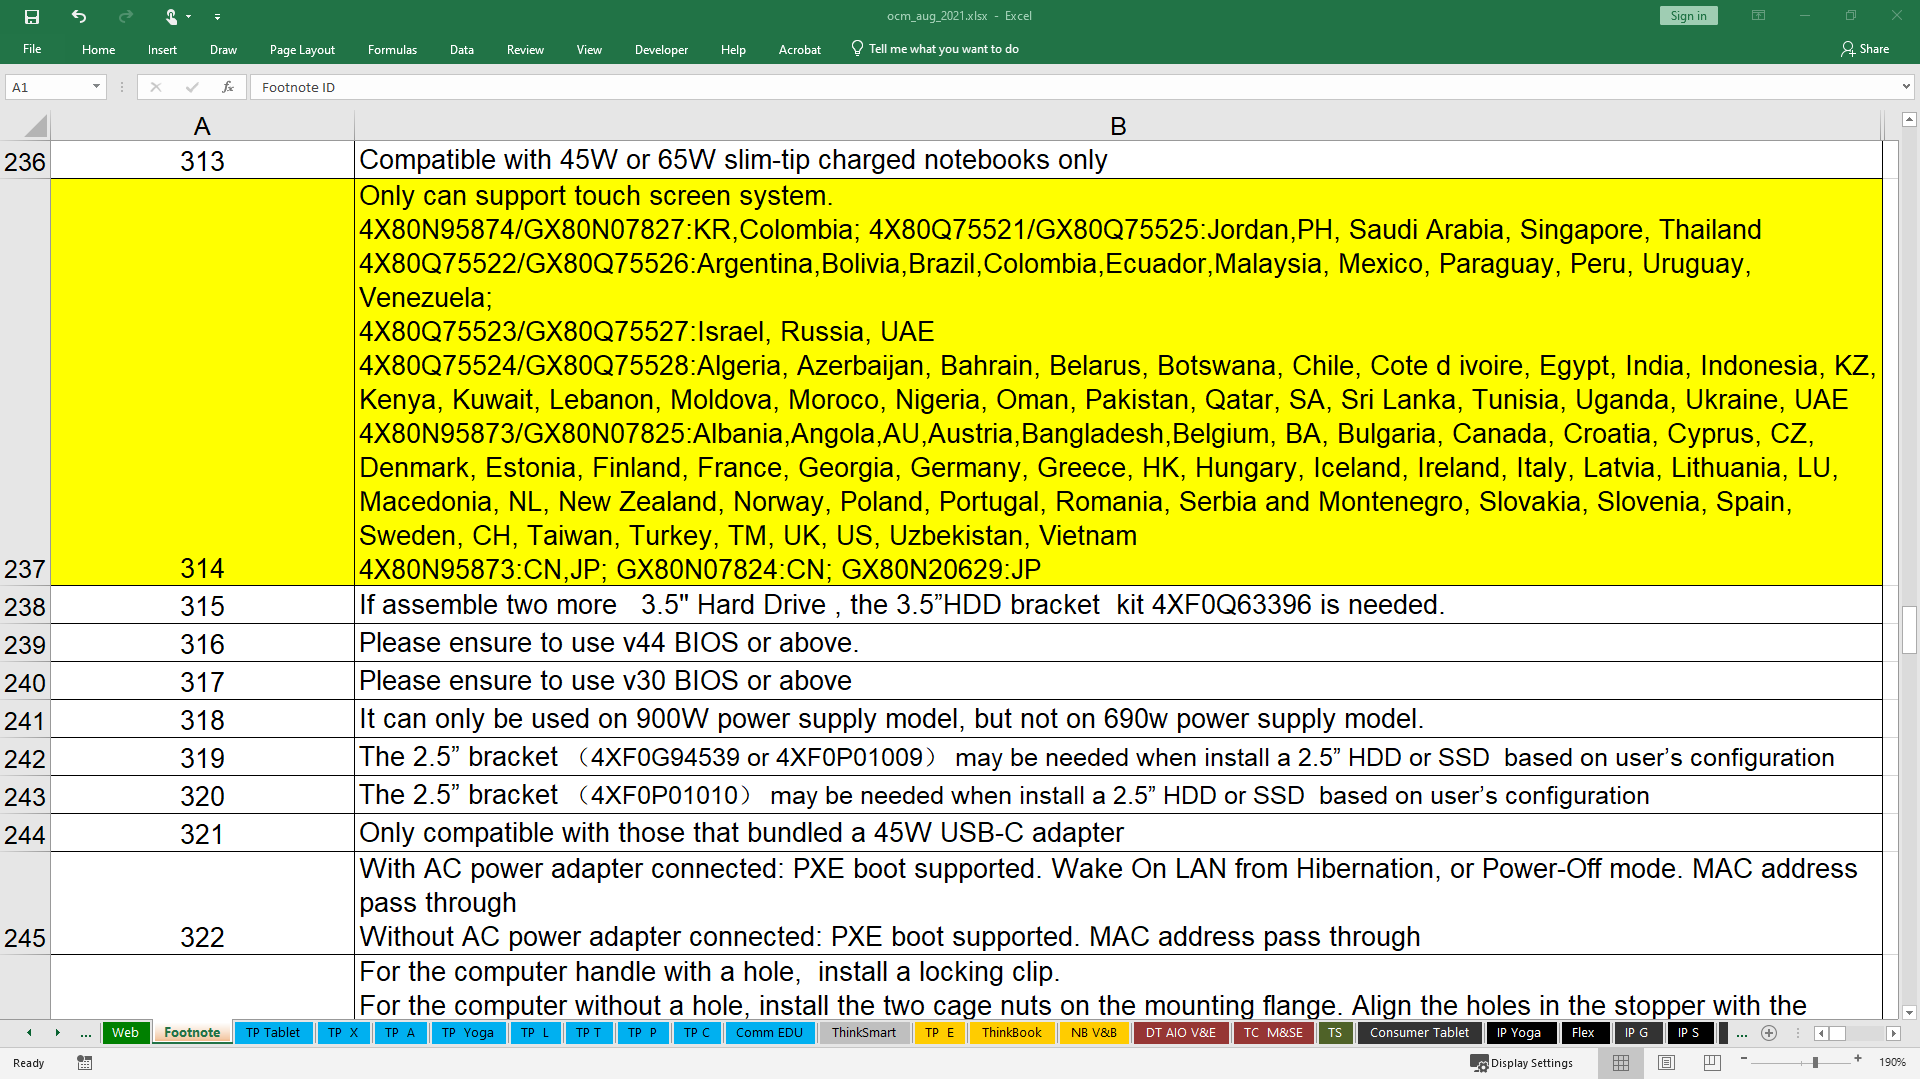 ocm_aug_2021.xlsx - Excel
Sign in
File Home Insert Draw Page Layout Formulas Data Review View Developer Help Acrobat Tell me what you want to do Share
A1 fx Footnote ID
A B
236 313 Compatible with 45W or 65W slim-tip charged notebooks only
Only can support touch screen system.
4X80N95874/GX80N07827:KR,Colombia; 4X80Q75521/GX80Q75525:Jordan,PH, Saudi Arabia, Singapore, Thailand
4X80Q75522/GX80Q75526:Argentina,Bolivia,Brazil,Colombia,Ecuador,Malaysia, Mexico, Paraguay, Peru, Uruguay,
Venezuela;
4X80Q75523/GX80Q75527:Israel, Russia, UAE
4X80Q75524/GX80Q75528:Algeria, Azerbaijan, Bahrain, Belarus, Botswana, Chile, Cote d ivoire, Egypt, India, Indonesia, KZ,
Kenya, Kuwait, Lebanon, Moldova, Moroco, Nigeria, Oman, Pakistan, Qatar, SA, Sri Lanka, Tunisia, Uganda, Ukraine, UAE
4X80N95873/GX80N07825:Albania,Angola,AU,Austria,Bangladesh,Belgium, BA, Bulgaria, Canada, Croatia, Cyprus, CZ,
Denmark, Estonia, Finland, France, Georgia, Germany, Greece, HK, Hungary, Iceland, Ireland, Italy, Latvia, Lithuania, LU,
Macedonia, NL, New Zealand, Norway, Poland, Portugal, Romania, Serbia and Montenegro, Slovakia, Slovenia, Spain,
Sweden, CH, Taiwan, Turkey, TM, UK, US, Uzbekistan, Vietnam
237 314 4X80N95873:CN,JP; GX80N07824:CN; GX80N20629:JP
238 315 If assemble two more 3.5" Hard Drive , the 3.5”HDD bracket kit 4XF0Q63396 is needed.
239 316 Please ensure to use v44 BIOS or above.
240 317 Please ensure to use v30 BIOS or above
241 318 It can only be used on 900W power supply model, but not on 690w power supply model.
242 319 The 2.5” bracket （4XF0G94539 or 4XF0P01009） may be needed when install a 2.5” HDD or SSD based on user’s configuration
243 320 The 2.5” bracket （4XF0P01010） may be needed when install a 2.5” HDD or SSD based on user’s configuration
244 321 Only compatible with those that bundled a 45W USB-C adapter
With AC power adapter connected: PXE boot supported. Wake On LAN from Hibernation, or Power-Off mode. MAC address
pass through
245 322 Without AC power adapter connected: PXE boot supported. MAC address pass through
For the computer handle with a hole, install a locking clip.
For the computer without a hole, install the two cage nuts on the mounting flange. Align the holes in the stopper with the
... Web Footnote TP Tablet TP X TP A TP Yoga TP L TP T TP P TP C Comm EDU ThinkSmart TP E ThinkBook NB V&B DT AIO V&E TC M&SE TS Consumer Tablet IP Yoga Flex IP G IP S ...
Ready Display Settings 190%